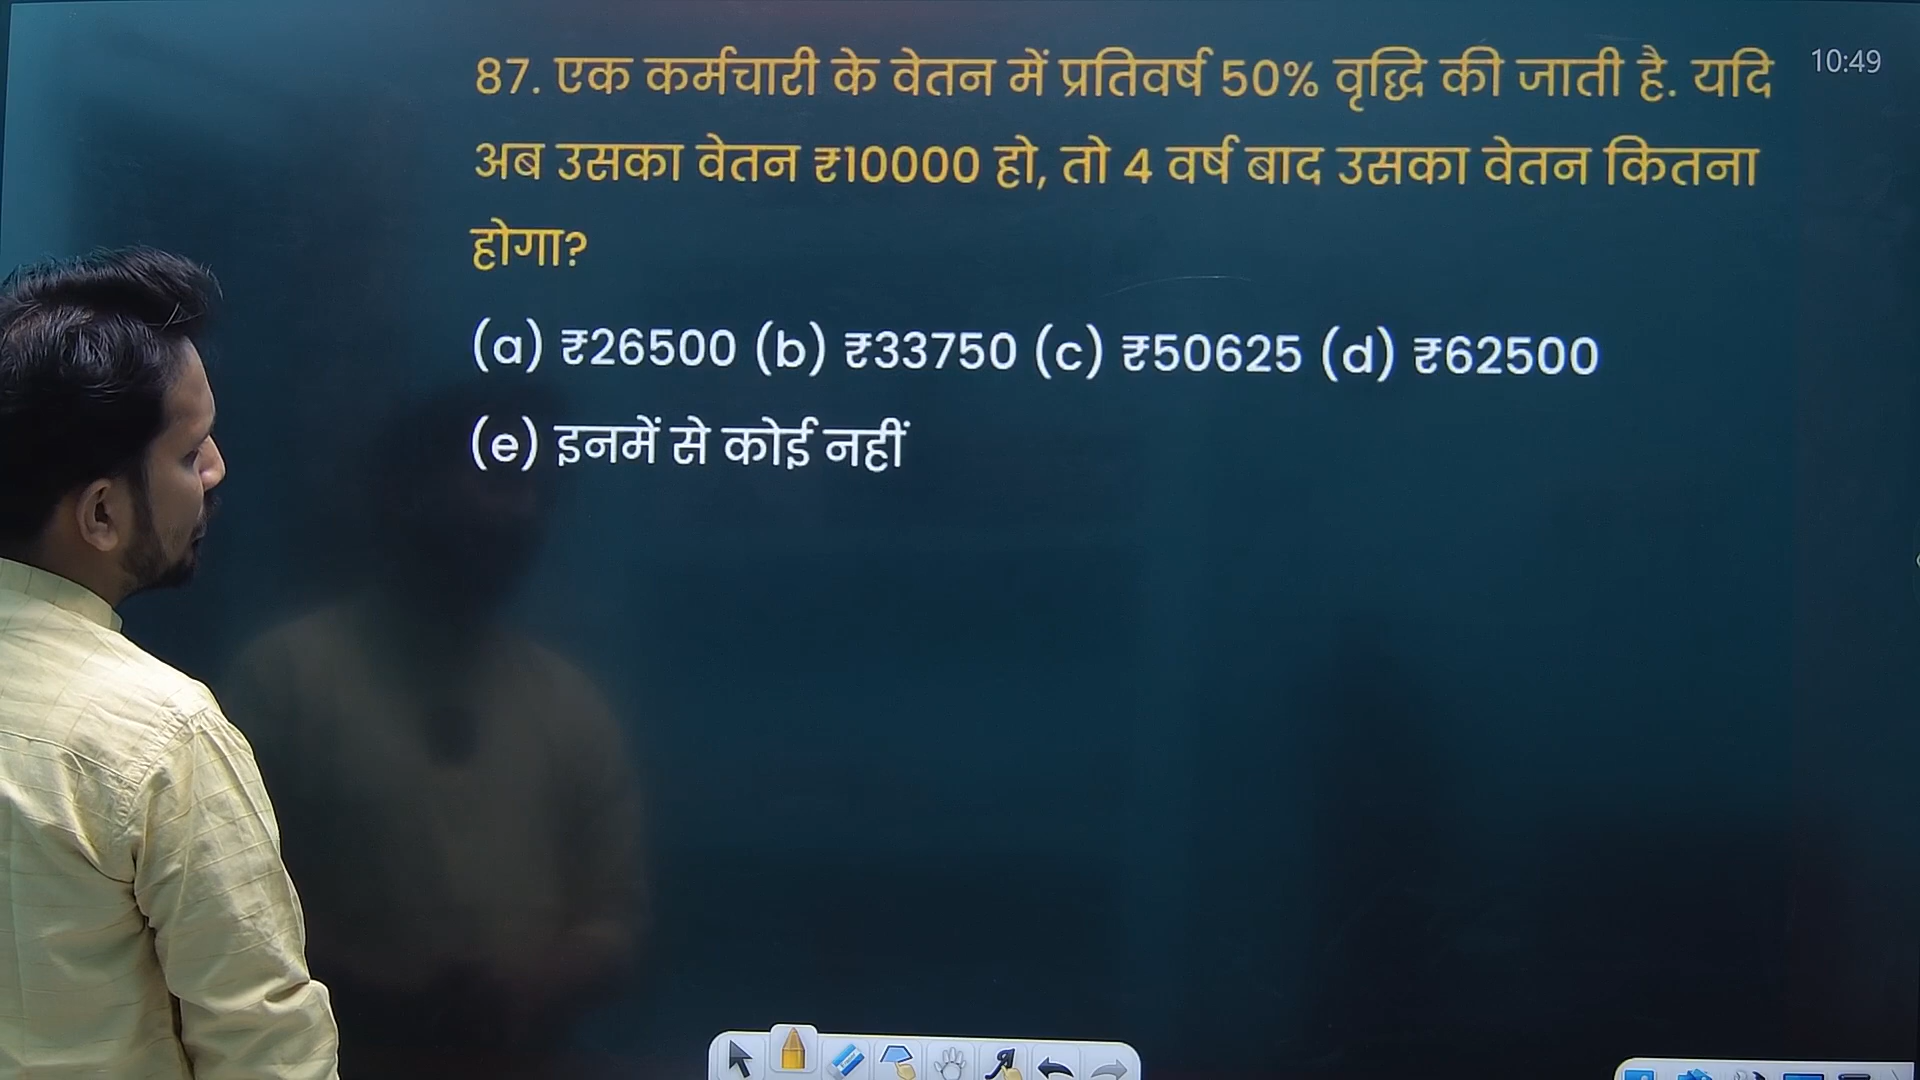 87. एक कर्मचारी के वेतन में प्रतिवर्ष 50% वृद्धि की जाती है. यदि
10:49
अब उसका वेतन ₹10000 हो, तो 4 वर्ष बाद उसका वेतन कितना
होगा?
(a) ₹26500 (b) ₹33750 (c) ₹50625 (d) ₹62500
(e) इनमें से कोई नहीं